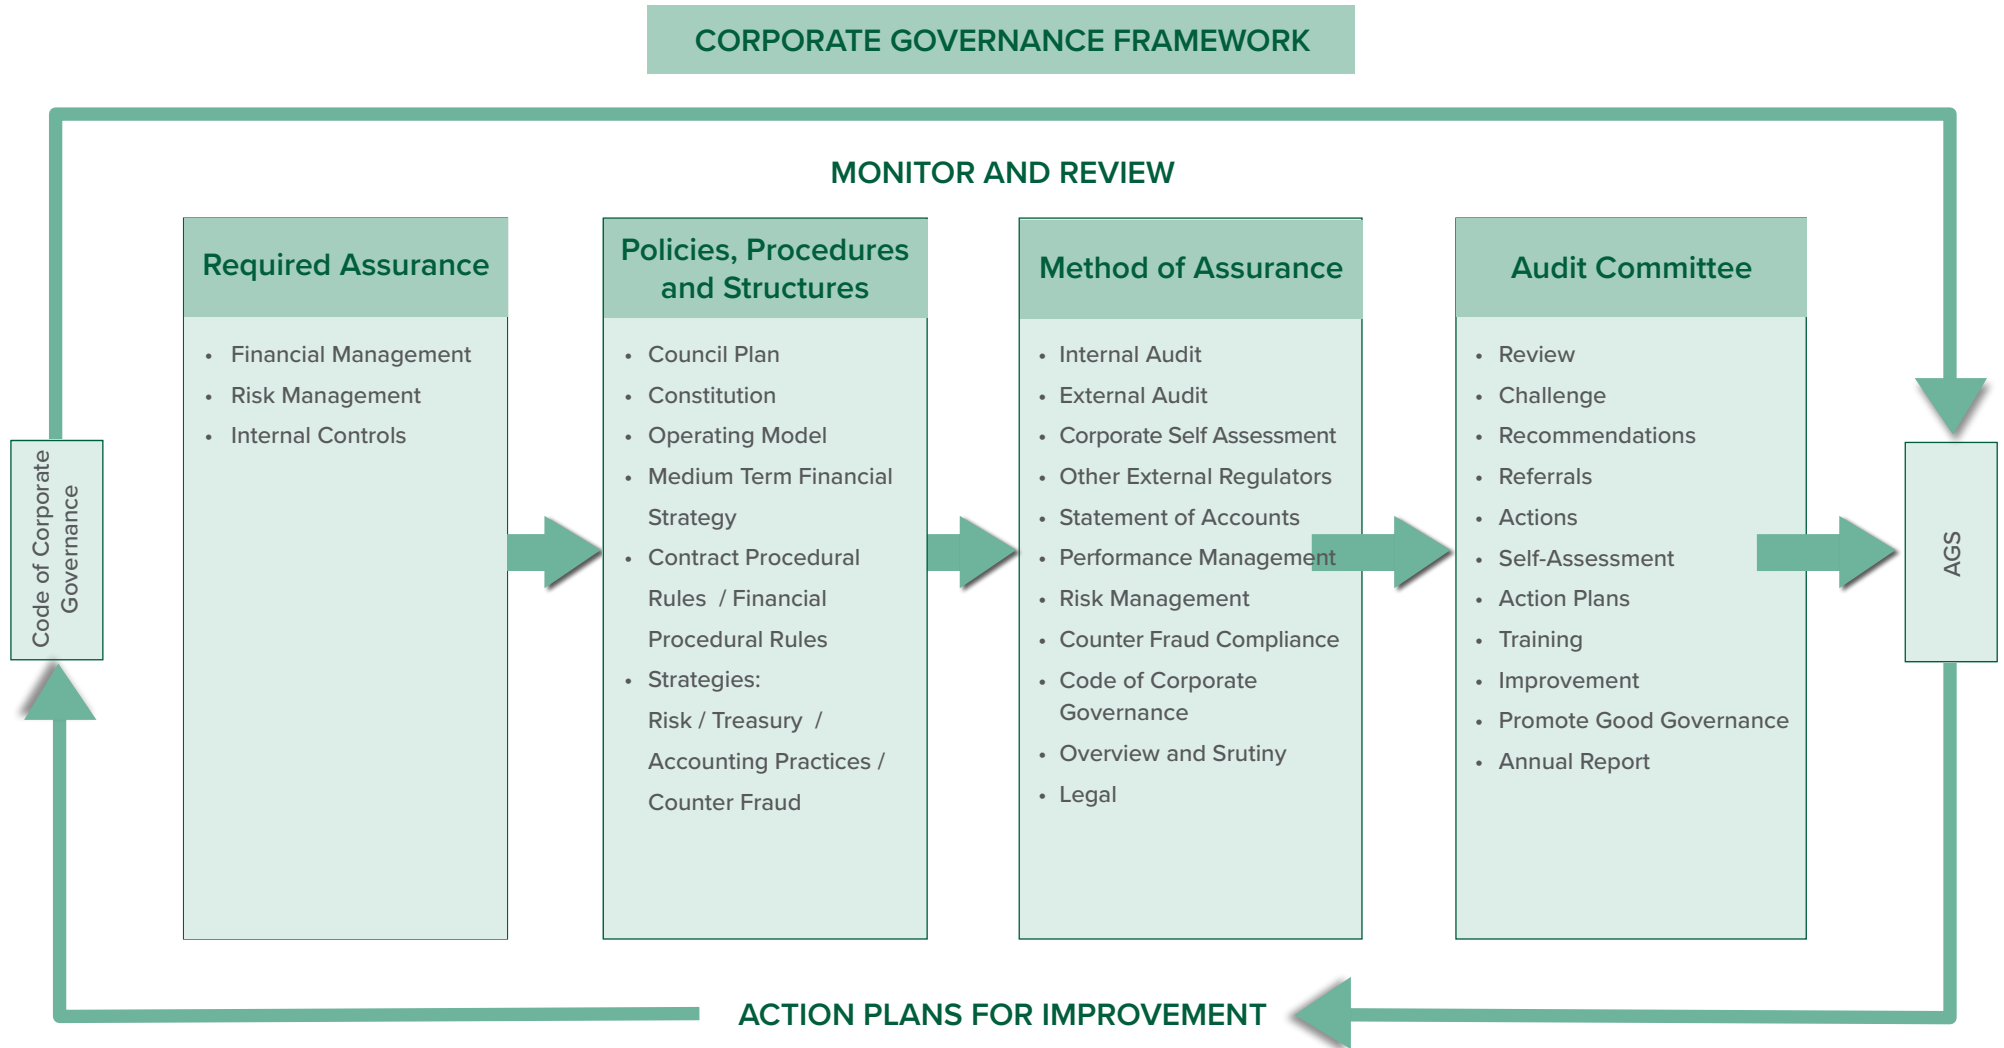 CORPORATE GOVERNANCE FRAMEWORK
MONITOR AND REVIEW
Code of Corporate
Governance
Required Assurance
• Financial Management
• Risk Management
• Internal Controls
Policies, Procedures
and Structures
• Council Plan
• Constitution
• Operating Model
• Medium Term Financial
Strategy
• Contract Procedural
Rules / Financial
Procedural Rules
• Strategies:
Risk / Treasury /
Accounting Practices /
Counter Fraud
Method of Assurance
• Internal Audit
• External Audit
• Corporate Self Assessment
• Other External Regulators
• Statement of Accounts
• Performance Management
• Risk Management
• Counter Fraud Compliance
• Code of Corporate
Governance
• Overview and Srutiny
• Legal
Audit Committee
• Review
• Challenge
• Recommendations
• Referrals
• Actions
• Self-Assessment
• Action Plans
• Training
• Improvement
• Promote Good Governance
• Annual Report
AGS
ACTION PLANS FOR IMPROVEMENT